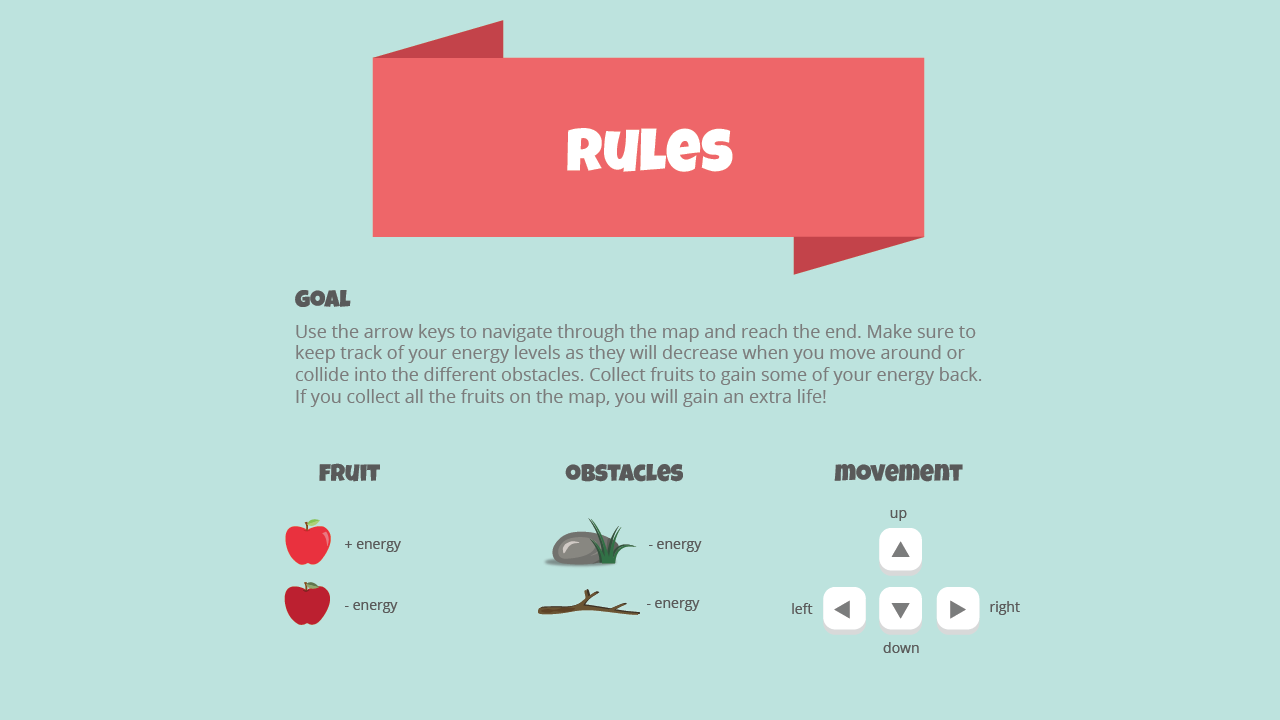 RULES
GOAL
Use the arrow keys to navigate through the map and reach the end. Make sure to
keep track of your energy levels as they will decrease when you move around or
collide into the different obstacles. Collect fruits to gain some of your energy back.
If you collect all the fruits on the map, you will gain an extra life!
FRUIT
+ energy
- energy
OBSTACLES
- energy
- energy
MOVEMENT
up
left
right
down